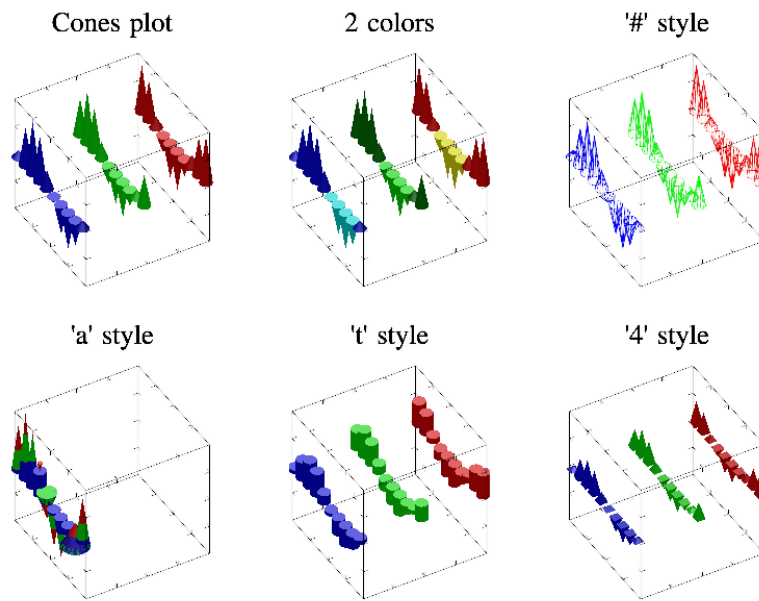 Cones plot
2 colors
'#' style
'a' style
't' style
'4' style